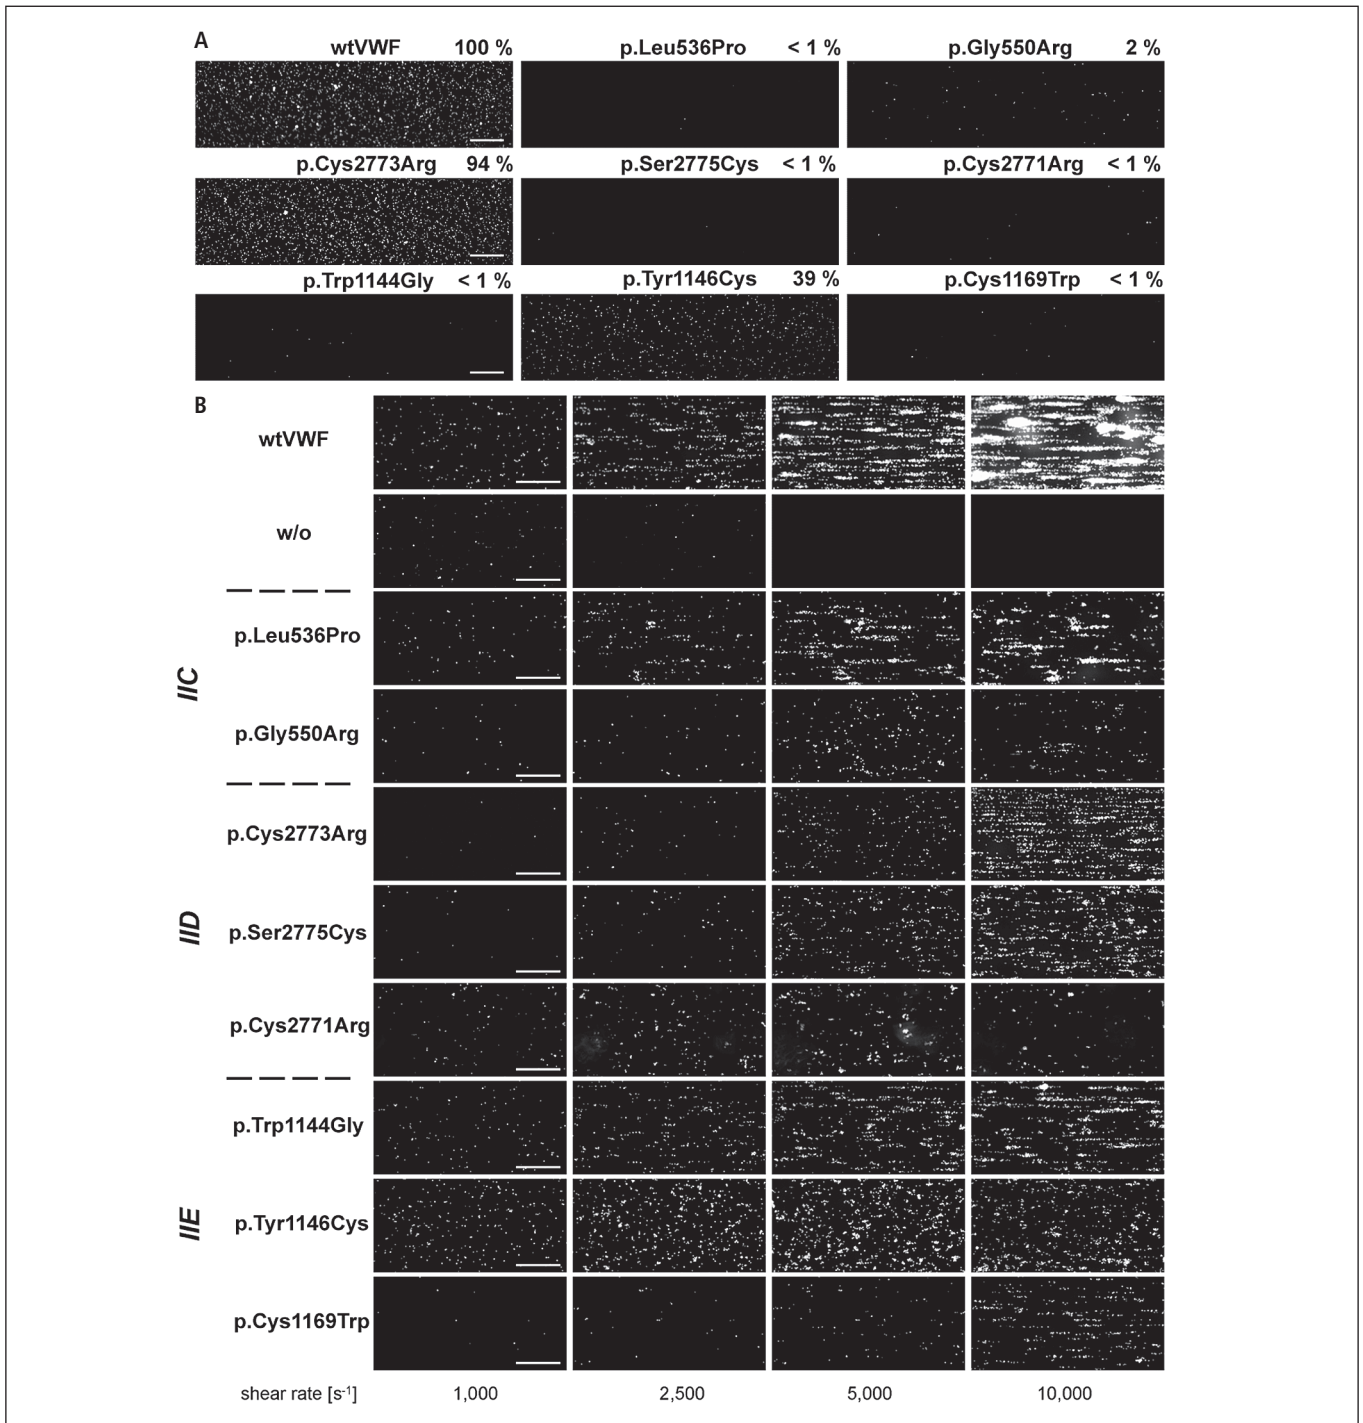 A
wtVWF 100 % p.Leu536Pro < 1 % p.Gly550Arg 2 %
p.Cys2773Arg 94 % p.Ser2775Cys < 1 % p.Cys2771Arg < 1 %
p.Trp1144Gly < 1 % p.Tyr1146Cys 39 % p.Cys1169Trp < 1 %
B
wtVWF
w/o
IIC
p.Leu536Pro
p.Gly550Arg
IID
p.Cys2773Arg
p.Ser2775Cys
p.Cys2771Arg
IIE
p.Trp1144Gly
p.Tyr1146Cys
p.Cys1169Trp
shear rate [s-1] 1,000 2,500 5,000 10,000